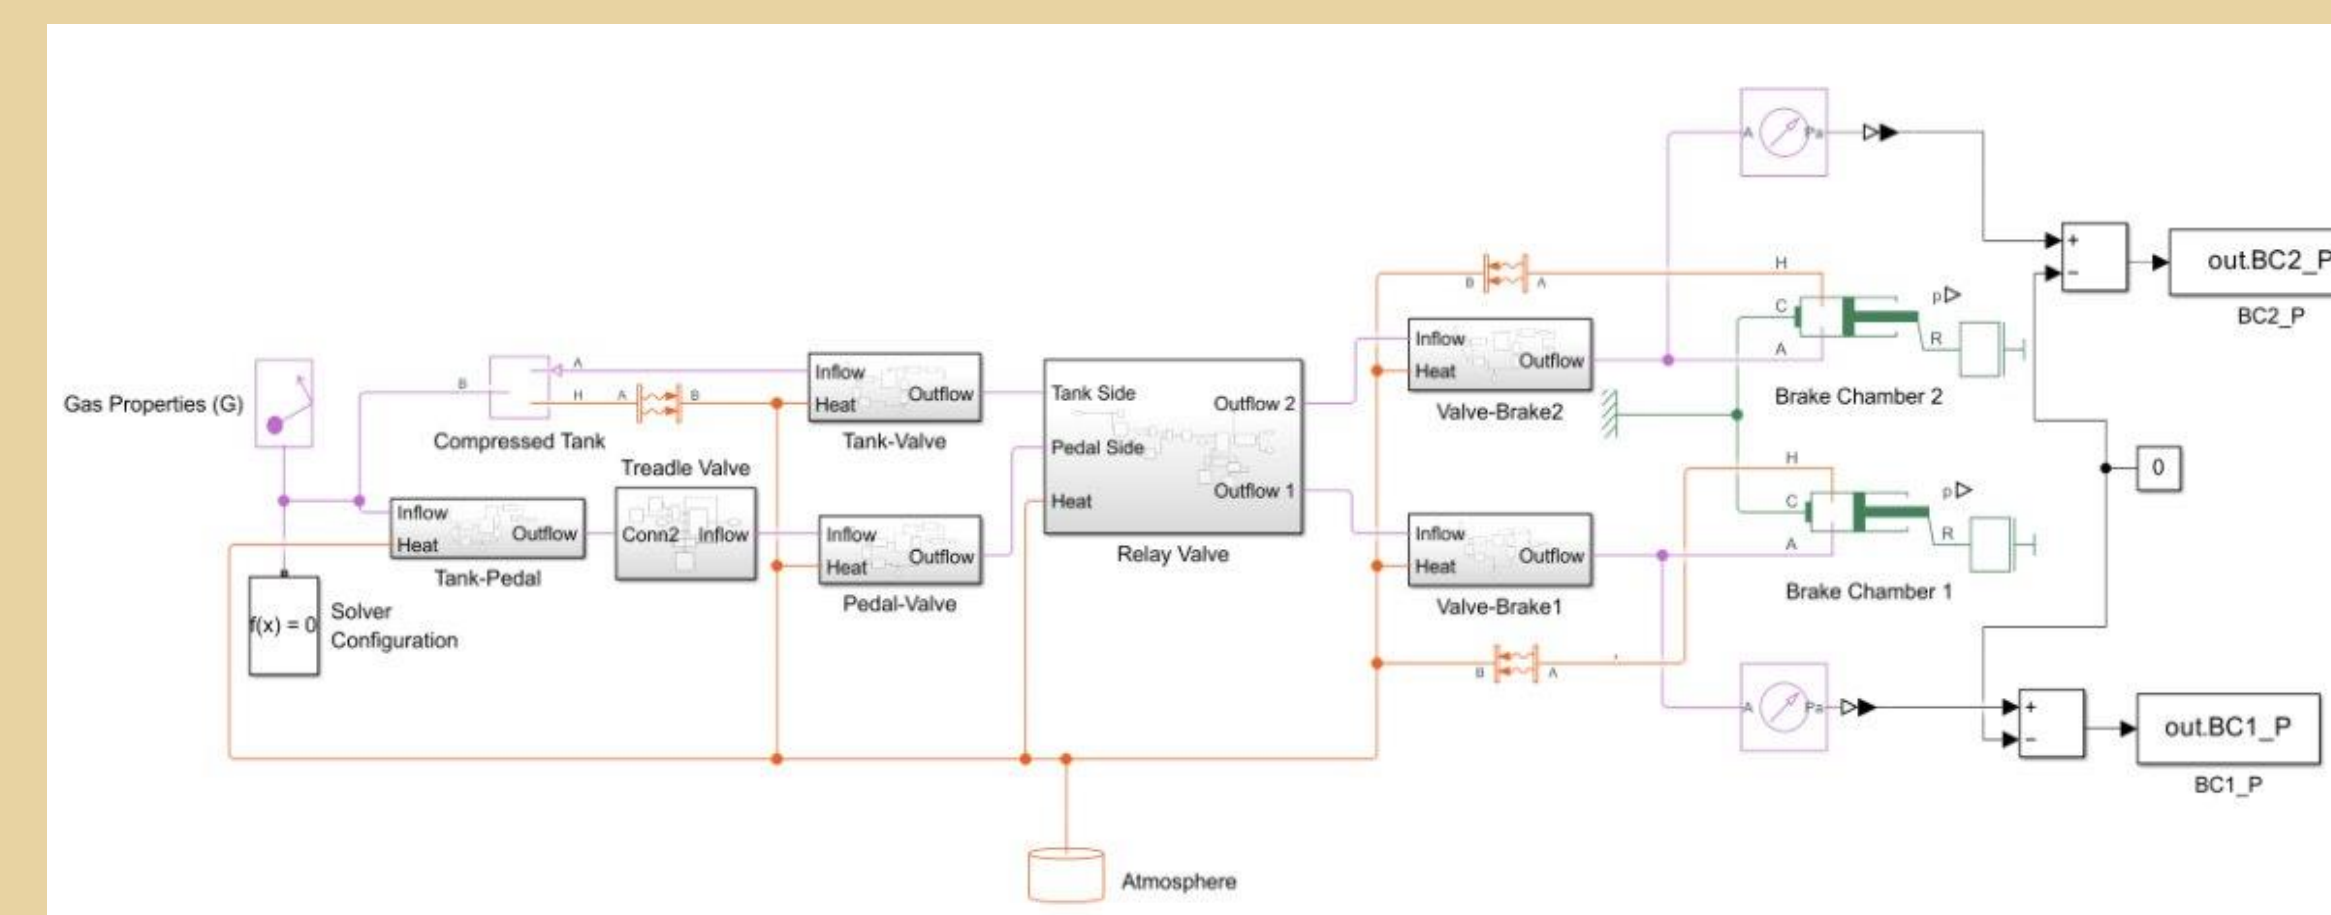 A
Pa
+
−
out.BC2_P
BC2_P
B
A
H
C
p
R
A
Brake Chamber 2
Inflow
Heat
Outflow
Valve-Brake2
Gas Properties (G)
B
A
H
A
B
Compressed Tank
Inflow
Heat
Outflow
Tank-Valve
Tank Side
Pedal Side
Heat
Outflow 2
Outflow 1
Relay Valve
0
Treadle Valve
Conn2
Inflow
Inflow
Heat
Outflow
Tank-Pedal
Inflow
Heat
Outflow
Pedal-Valve
Inflow
Heat
Outflow
Valve-Brake1
H
C
p
R
A
Brake Chamber 1
f(x) = 0
Solver
Configuration
B
A
A
Pa
+
−
out.BC1_P
BC1_P
Atmosphere